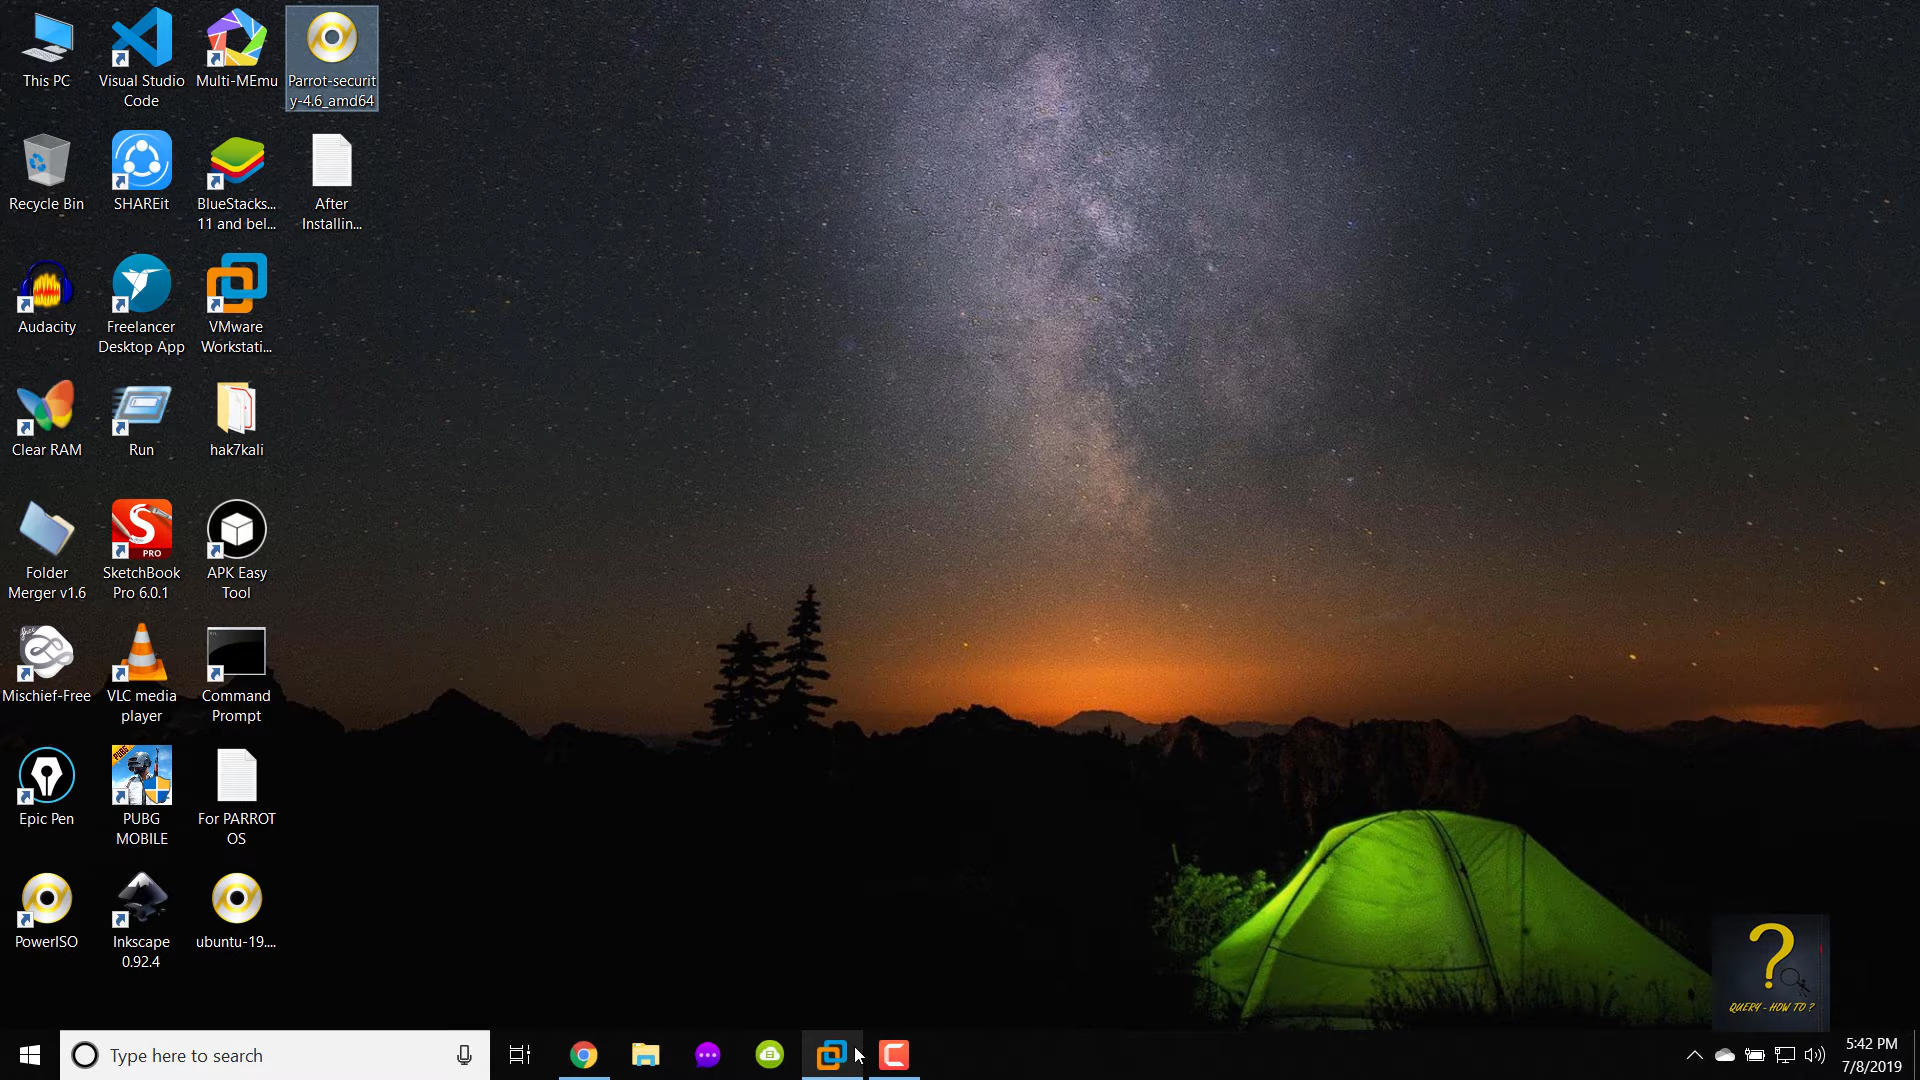 This PC
Visual Studio
Code
Multi-MEmu
Parrot-securit
y-4.6_amd64
Recycle Bin
SHAREit
BlueStacks...
11 and bel...
After
Installin...
Audacity
Freelancer
Desktop App
VMware
Workstati...
Clear RAM
Run
hak7kali
Folder
Merger v1.6
SketchBook
Pro 6.0.1
PRO
APK Easy
Tool
Mischief-Free
VLC media
player
Command
Prompt
Epic Pen
PUBG
MOBILE
For PARROT
OS
PowerISO
Inkscape
0.92.4
ubuntu-19....
?
QUERY - HOW TO ?
Type here to search
5:42 PM
7/8/2019